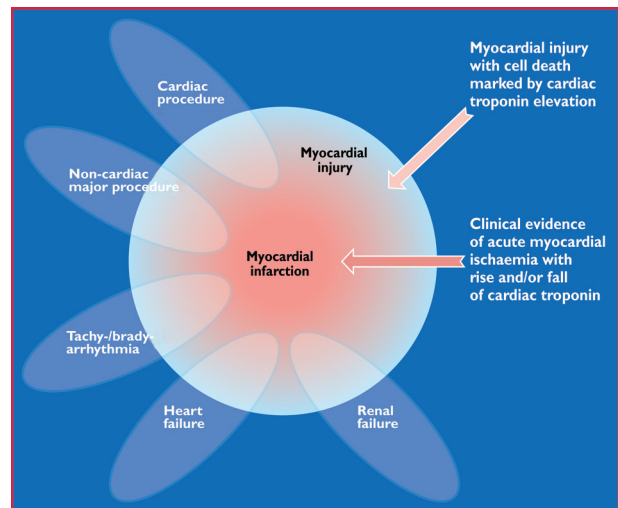 Cardiac
procedure
Myocardial injury
with cell death
marked by cardiac
troponin elevation
Non-cardiac
major procedure
Myocardial
injury
Myocardial
infarction
Clinical evidence
of acute myocardial
ischaemia with
rise and/or fall
of cardiac troponin
Tachy-/brady-
arrhythmia
Heart
failure
Renal
failure